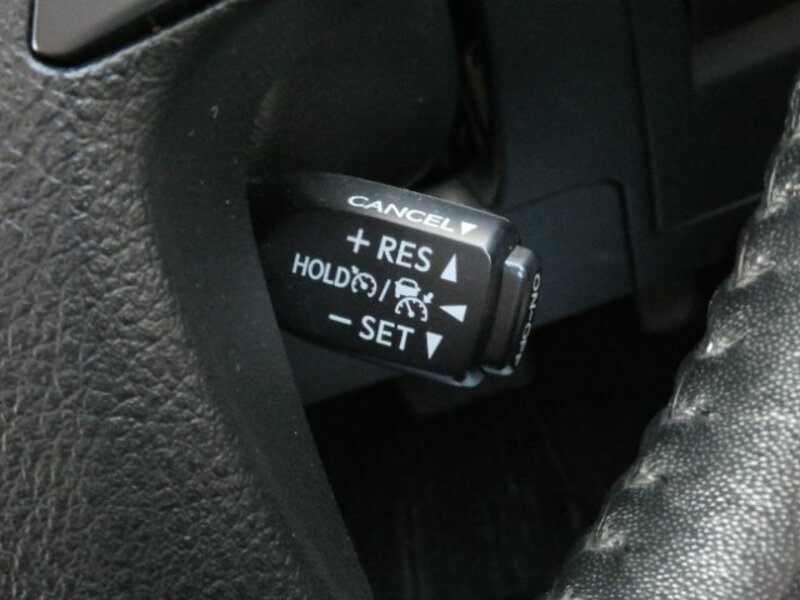 CANCEL▼
+ RES ▲
HOLD / ◀
− SET ▼
ON-OFF